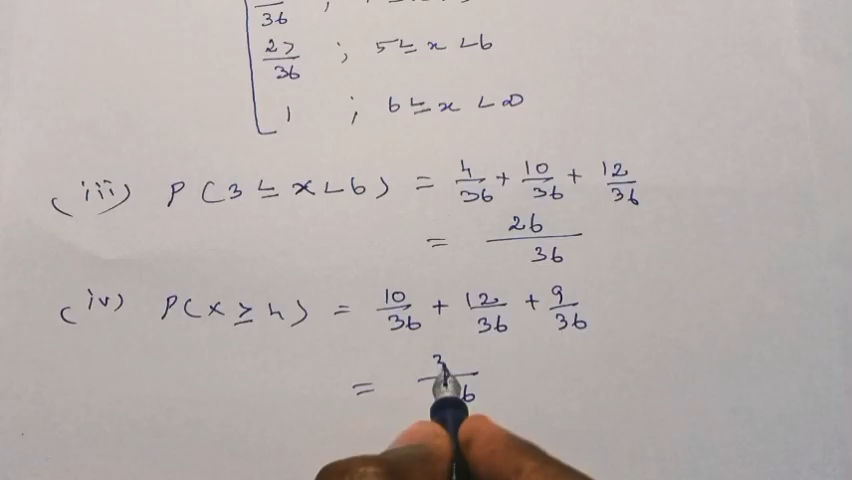 36 ;
27/36 ; 5 ≤ x < 6
1 ; 6 ≤ x < ∞
(iii) P(3 ≤ x < 6) = 4/36 + 10/36 + 12/36
= 26/36
(iv) P(x ≥ 4) = 10/36 + 12/36 + 9/36
=